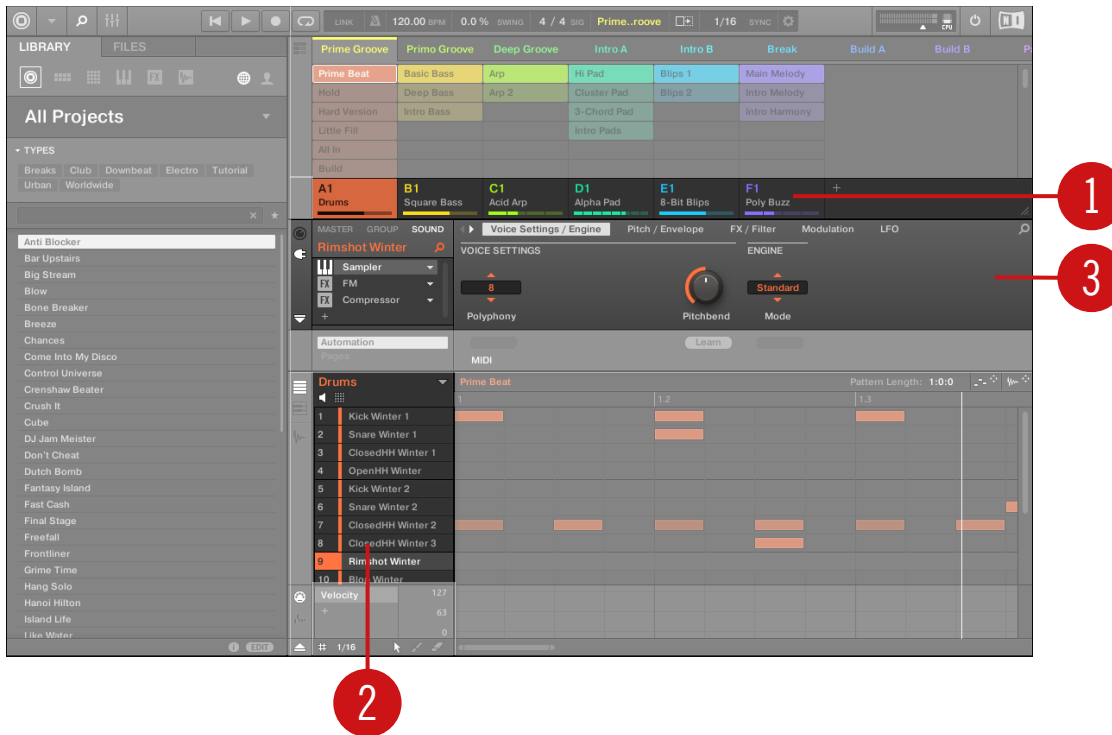 LINK 120.00 BPM 0.0 % SWING 4 / 4 SIG Prime..roove 1/16 SYNC CPU
LIBRARY FILES
FX
All Projects
TYPES
Breaks Club Downbeat Electro Tutorial
Urban Worldwide
Anti Blocker
Bar Upstairs
Big Stream
Blow
Bone Breaker
Breeze
Chances
Come Into My Disco
Control Universe
Crenshaw Beater
Crush It
Cube
DJ Jam Meister
Don't Cheat
Dutch Bomb
Fantasy Island
Fast Cash
Final Stage
Freefall
Frontliner
Grime Time
Hang Solo
Hanoi Hilton
Island Life
Like Water
EDIT
Prime Groove Primo Groove Deep Groove Intro A Intro B Break Build A Build B
Prime Beat Basic Bass Arp Hi Pad Blips 1 Main Melody
Hold Deep Bass Arp 2 Cluster Pad Blips 2 Intro Melody
Hard Version Intro Bass 3-Chord Pad Intro Harmony
Little Fill Intro Pads
All In
Build
A1 B1 C1 D1 E1 F1 +
Drums Square Bass Acid Arp Alpha Pad 8-Bit Blips Poly Buzz
1
MASTER GROUP SOUND Voice Settings / Engine Pitch / Envelope FX / Filter Modulation LFO
Rimshot Winter VOICE SETTINGS ENGINE
Sampler
FX FM 8 Standard
FX Compressor
+ Polyphony Pitchbend Mode
3
Automation Learn
Pages MIDI
Drums Prime Beat Pattern Length: 1:0:0
1 1.2 1.3
1 Kick Winter 1
2 Snare Winter 1
3 ClosedHH Winter 1
4 OpenHH Winter
5 Kick Winter 2
6 Snare Winter 2
7 ClosedHH Winter 2
8 ClosedHH Winter 3
9 Rimshot Winter
10 Blop Winter
Velocity 127
+ 63
0
1/16
2